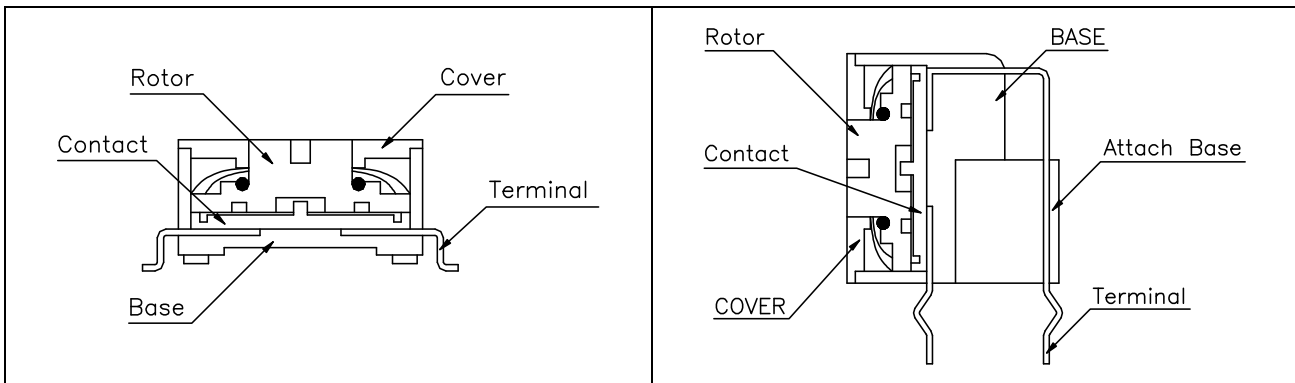 Rotor
Cover
Contact
Terminal
Base
Rotor
BASE
Contact
Attach Base
COVER
Terminal